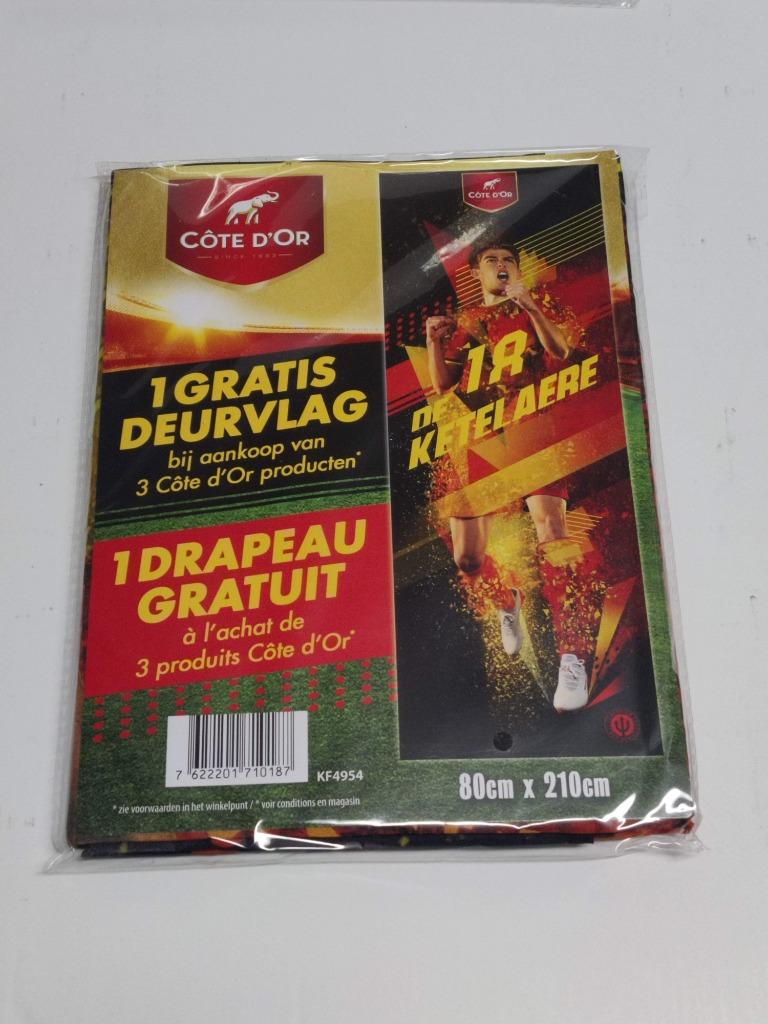 CÔTE D'OR
SINCE 1883
1 GRATIS
DEURVLAG
bij aankoop van
3 Côte d'Or producten*
1 DRAPEAU
GRATUIT
à l'achat de
3 produits Côte d'Or*
7 622201 710187
KF4954
* zie voorwaarden in het winkelpunt / * voir conditions en magasin
CÔTE D'OR
18
DE
KETELAERE
80cm x 210cm